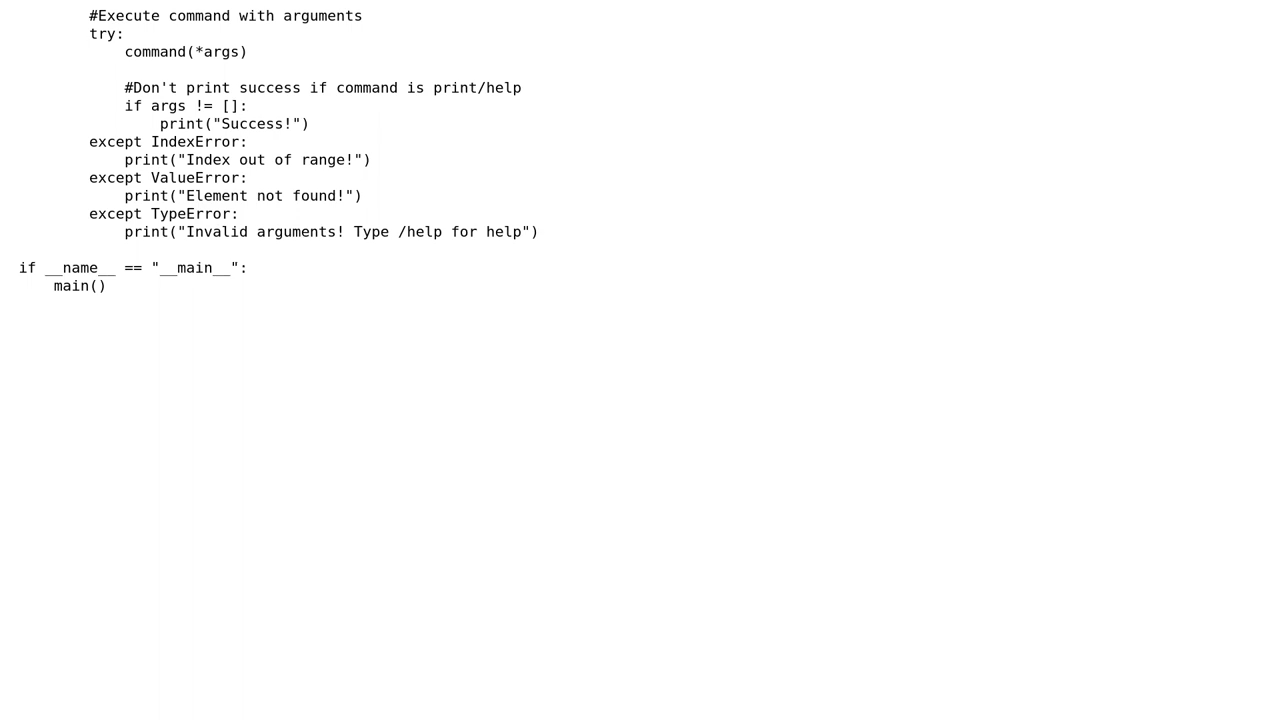 #Execute command with arguments
try:
command(*args)
#Don't print success if command is print/help
if args != []:
print("Success!")
except IndexError:
print("Index out of range!")
except ValueError:
print("Element not found!")
except TypeError:
print("Invalid arguments! Type /help for help")
if __name__ == "__main__":
main()